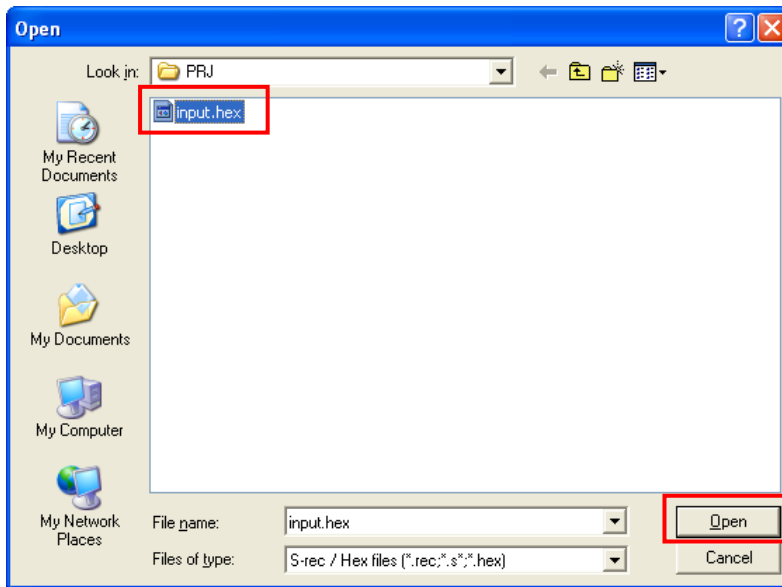 Open
Look in:
PRJ
input.hex
My Recent
Documents
Desktop
My Documents
My Computer
My Network
Places
File name:
input.hex
Open
Files of type:
S-rec / Hex files (*.rec;*.s*;*.hex)
Cancel